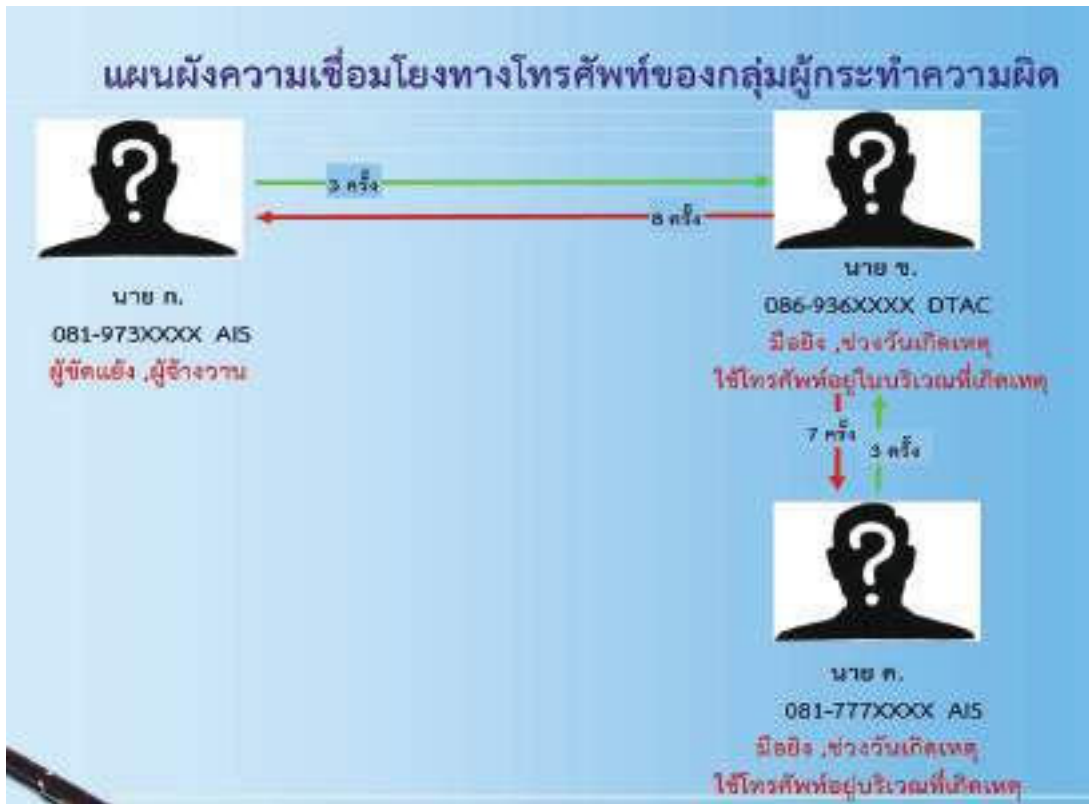 แผนผังความเชื่อมโยงทางโทรศัพท์ของกลุ่มผู้กระทำความผิด
3 ครั้ง
8 ครั้ง
นาย ก.
081-973XXXX AIS
ผู้ขัดแย้ง ,ผู้จ้างวาน
นาย ข.
086-936XXXX DTAC
มือยิง ,ช่วงวันเกิดเหตุ
ใช้โทรศัพท์อยู่ในบริเวณที่เกิดเหตุ
7 ครั้ง
3 ครั้ง
นาย ค.
081-777XXXX AIS
มือยิง ,ช่วงวันเกิดเหตุ
ใช้โทรศัพท์อยู่บริเวณที่เกิดเหตุ